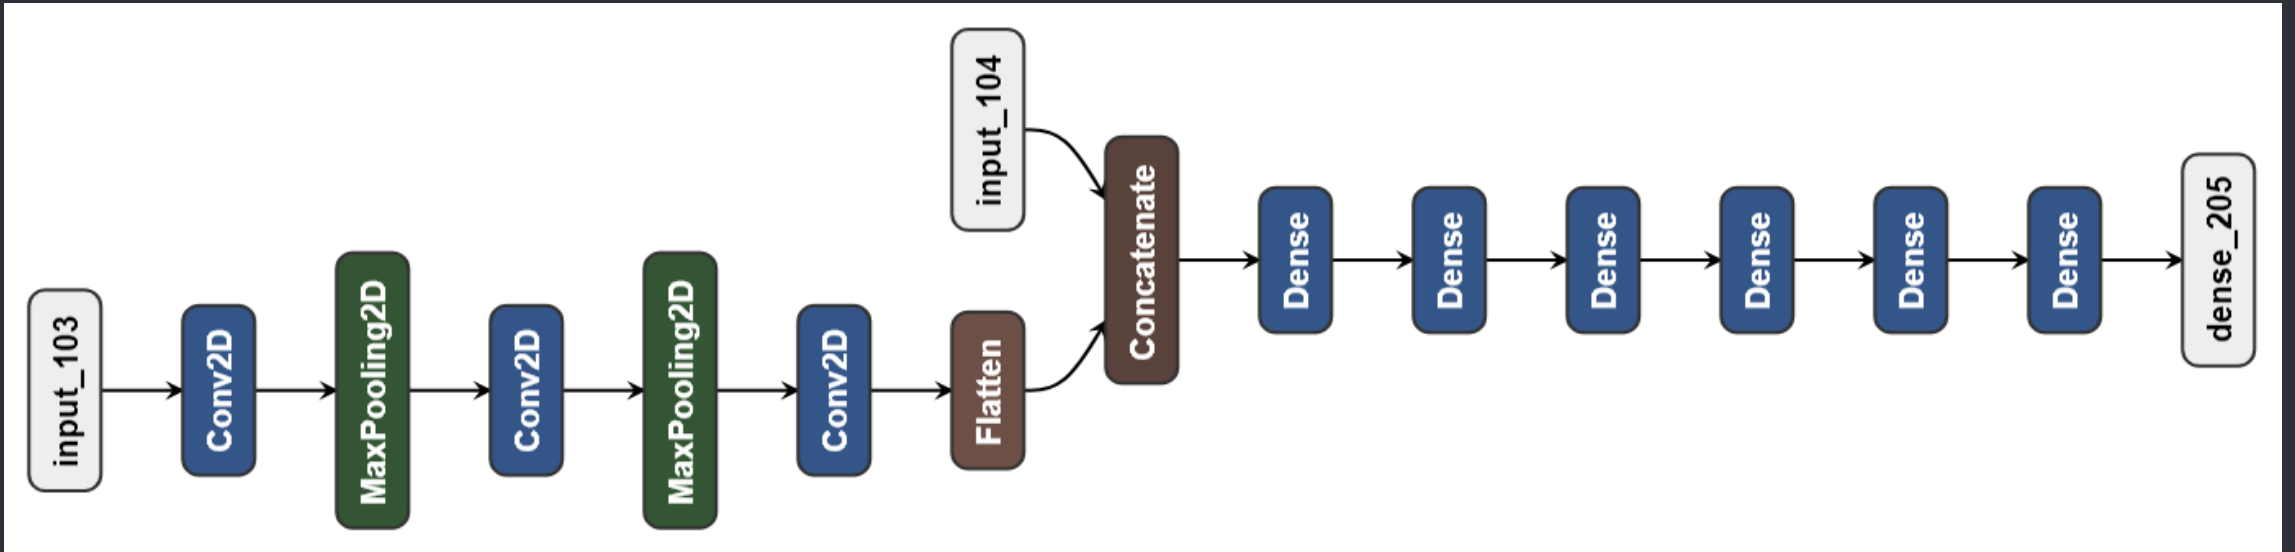 input_103
Conv2D
MaxPooling2D
Conv2D
MaxPooling2D
Conv2D
Flatten
input_104
Concatenate
Dense
Dense
Dense
Dense
Dense
Dense
dense_205